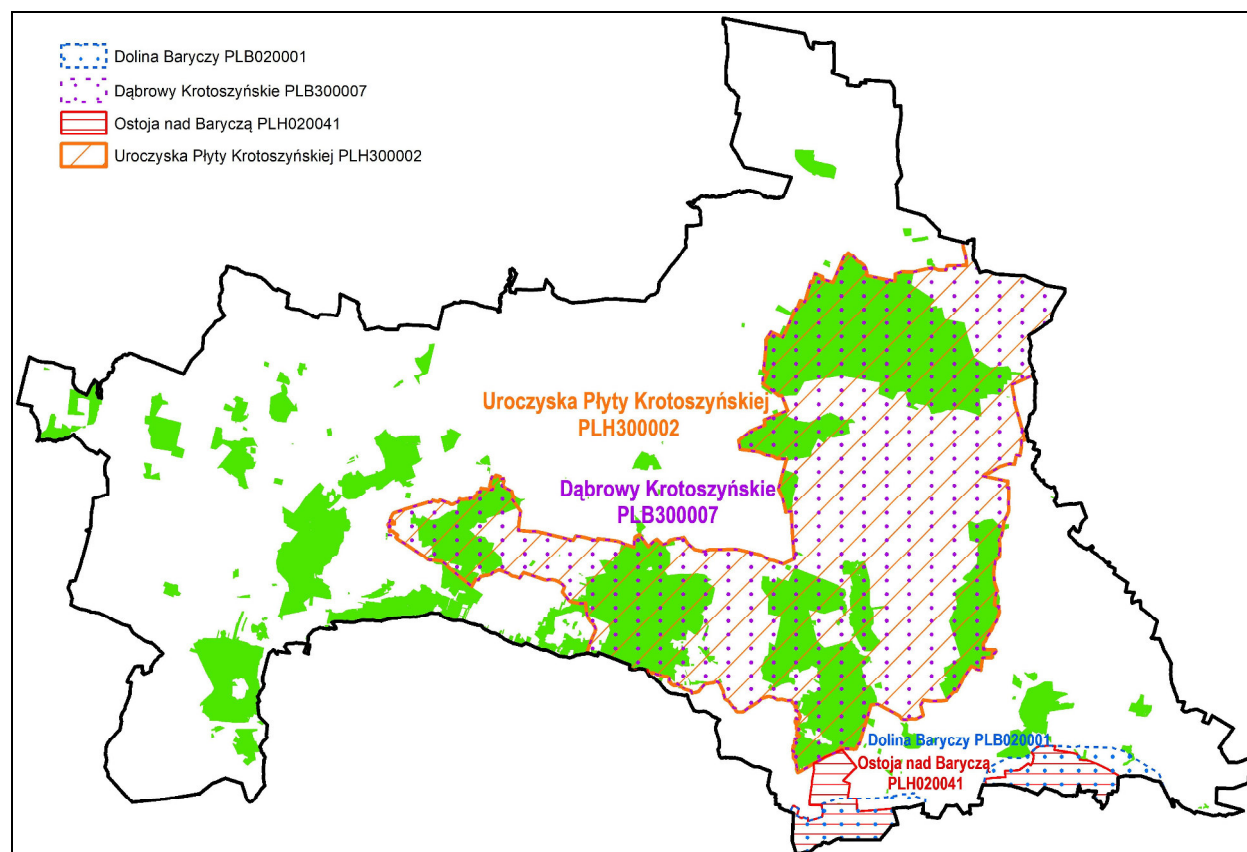 Dolina Baryczy PLB020001
Dąbrowy Krotoszyńskie PLB300007
Ostoja nad Baryczą PLH020041
Uroczyska Płyty Krotoszyńskiej PLH300002
Uroczyska Płyty Krotoszyńskiej
PLH300002
Dąbrowy Krotoszyńskie
PLB300007
Dolina Baryczy PLB020001
Ostoja nad Baryczą
PLH020041